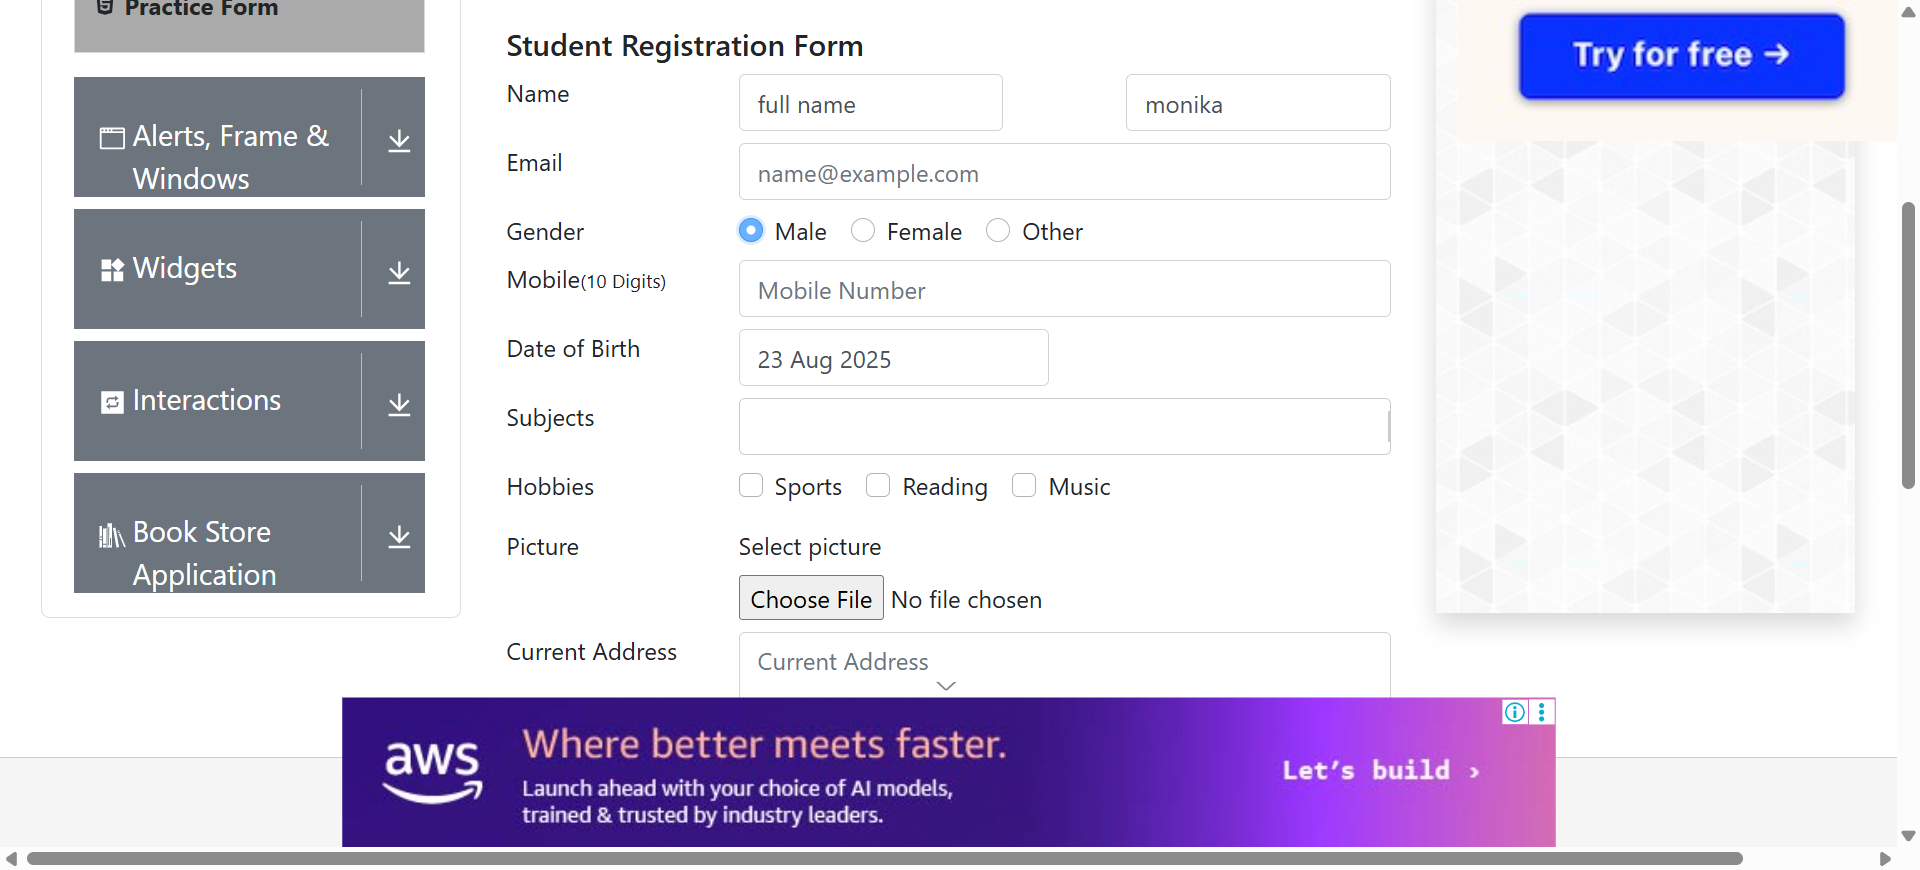 Practice Form
Alerts, Frame &
Windows
Widgets
Interactions
Book Store
Application
Student Registration Form
Name
full name
monika
Email
name@example.com
Gender
Male
Female
Other
Mobile(10 Digits)
Mobile Number
Date of Birth
23 Aug 2025
Subjects
Hobbies
Sports
Reading
Music
Picture
Select picture
Choose File
No file chosen
Current Address
Current Address
Try for free →
aws
Where better meets faster.
Launch ahead with your choice of AI models,
trained & trusted by industry leaders.
Let's build ›